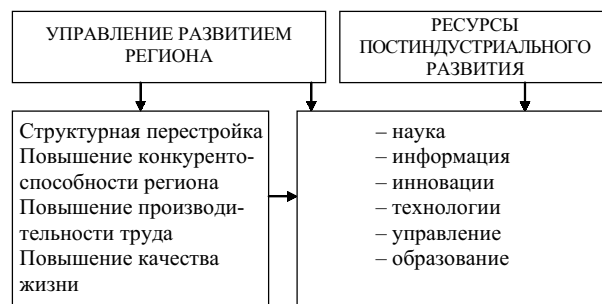 УПРАВЛЕНИЕ РАЗВИТИЕМ
РЕГИОНА
РЕСУРСЫ
ПОСТИНДУСТРИАЛЬНОГО
РАЗВИТИЯ
Структурная перестройка
Повышение конкуренто-
способности региона
Повышение производи-
тельности труда
Повышение качества
жизни
– наука
– информация
– инновации
– технологии
– управление
– образование